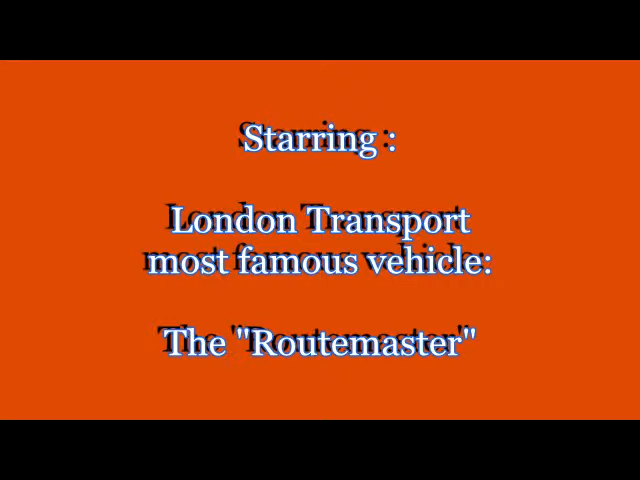 Starring :
London Transport
most famous vehicle:
The "Routemaster"